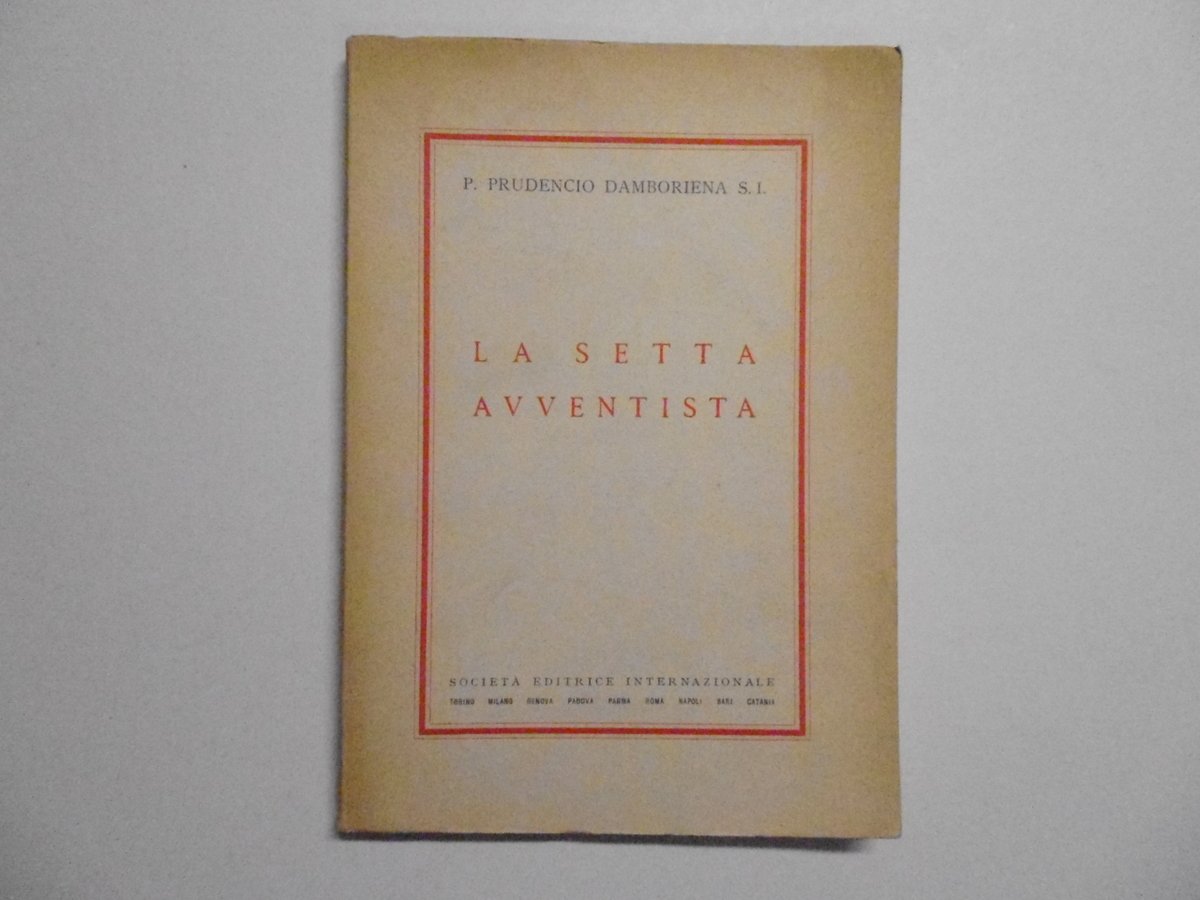 P. PRUDENCIO DAMBORIENA S. I.
LA SETTA
AVVENTISTA
SOCIETÀ EDITRICE INTERNAZIONALE
TORINO MILANO GENOVA PADOVA PARMA ROMA NAPOLI BARI CATANIA